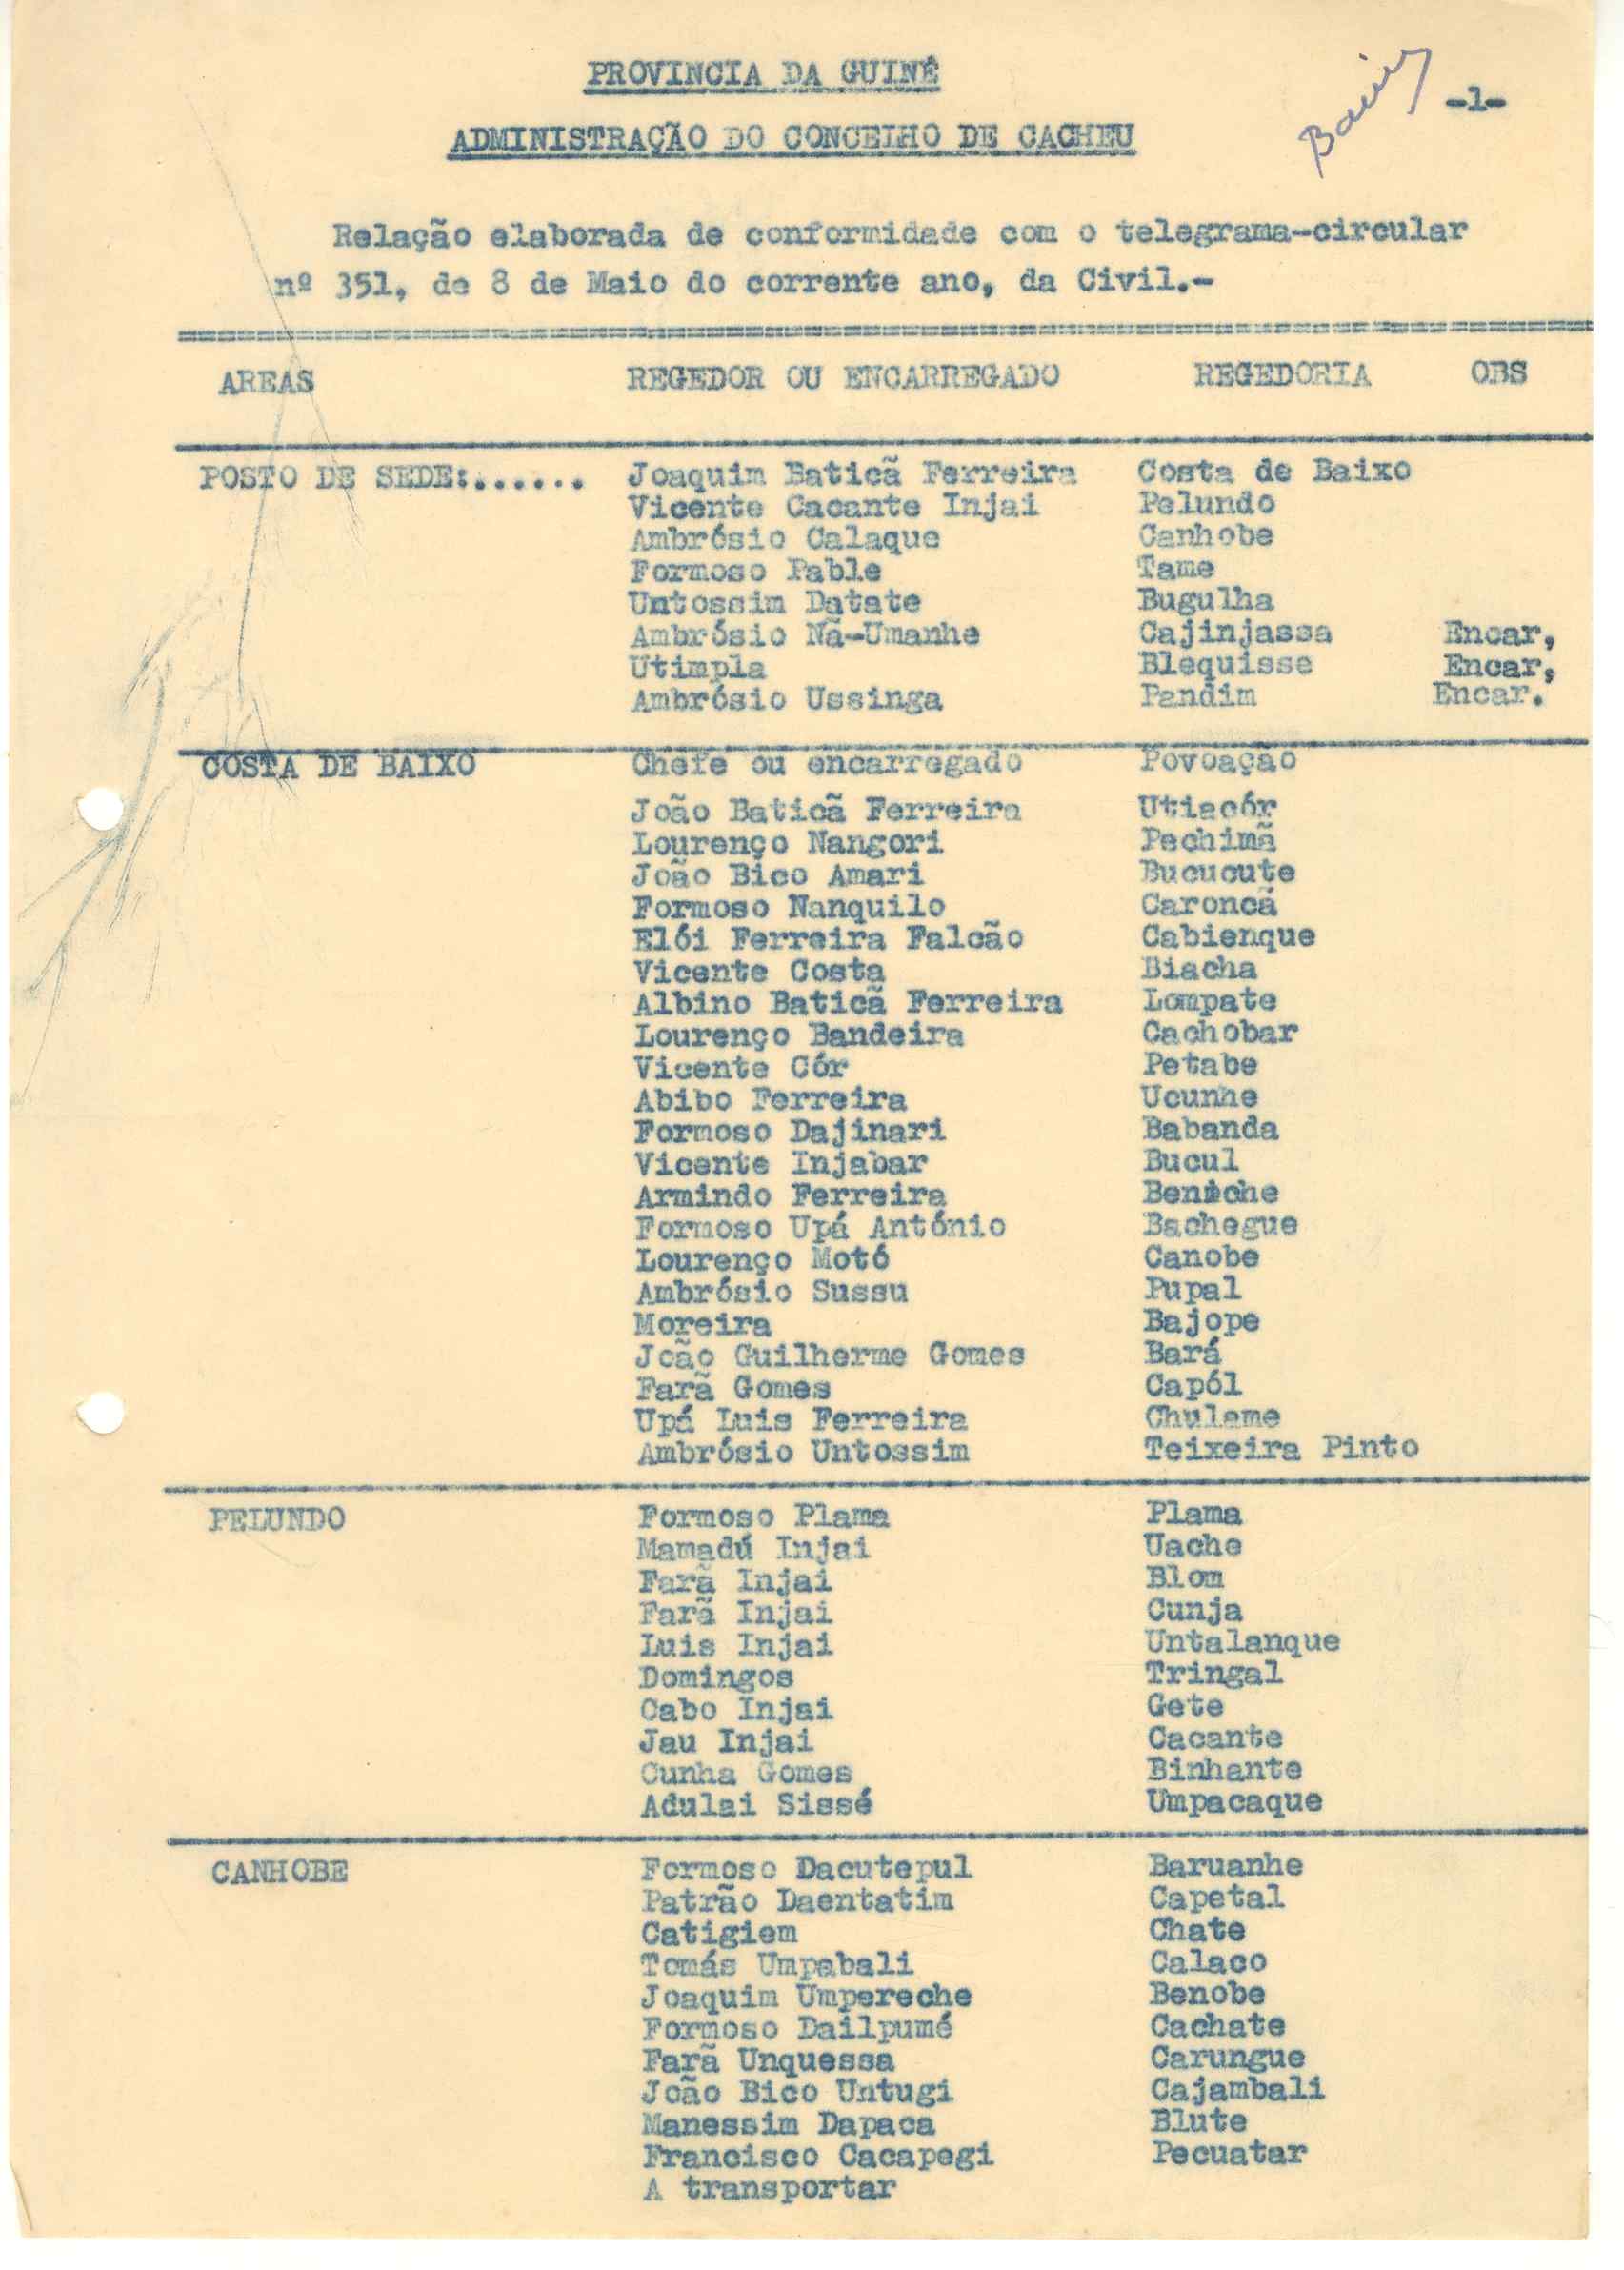 PROVINCIA DA GUINÉ
-1-
ADMINISTRAÇÃO DO CONCELHO DE CACHEU
Relação elaborada de conformidade com o telegrama-circular
nº 351, de 8 de Maio do corrente ano, da Civil.-
AREAS REGEDOR OU ENCARREGADO REGEDORIA OBS
POSTO DE SEDE:...... Joaquim Baticã Ferreira Costa de Baixo
Vicente Cacante Injai Pelundo
Ambrósio Calaque Canhobe
Formoso Pable Tame
Untossim Datate Bugulha
Ambrósio Nã-Umanhe Cajinjassa Encar,
Utimpla Blequisse Encar,
Ambrósio Ussinga Pandim Encar.
COSTA DE BAIXO Chefe ou encarregado Povoação
João Baticã Ferreira Utiacór
Lourenço Nangori Pechimã
João Bico Amari Bucucute
Formoso Nanquilo Caroncã
Elói Ferreira Falcão Cabienque
Vicente Costa Biacha
Albino Baticã Ferreira Lompate
Lourenço Bandeira Cachobar
Vicente Cór Petabe
Abibo Ferreira Ucunhe
Formoso Dajinari Babanda
Vicente Injabar Bucul
Armindo Ferreira Beniche
Formoso Upá António Bachegue
Lourenço Motó Canobe
Ambrósio Sussu Pupal
Moreira Bajope
João Guilherme Gomes Bará
Farã Gomes Capól
Upá Luis Ferreira Chulame
Ambrósio Untossim Teixeira Pinto
PELUNDO Formoso Plama Plama
Mamadú Injai Uache
Farã Injai Blom
Farã Injai Cunja
Luis Injai Untalanque
Domingos Tringal
Cabo Injai Gete
Jau Injai Cacante
Cunha Gomes Binhante
Adulai Sissé Umpacaque
CANHOBE Formoso Dacutepul Baruanhe
Patrão Daentatim Capetal
Catigiem Chate
Tomás Umpabali Calaco
Joaquim Umpereche Benobe
Formoso Dailpumé Cachate
Farã Unquessa Carungue
João Bico Untugi Cajambali
Manessim Dapaca Blute
Francisco Cacapegi Pecuatar
A transportar